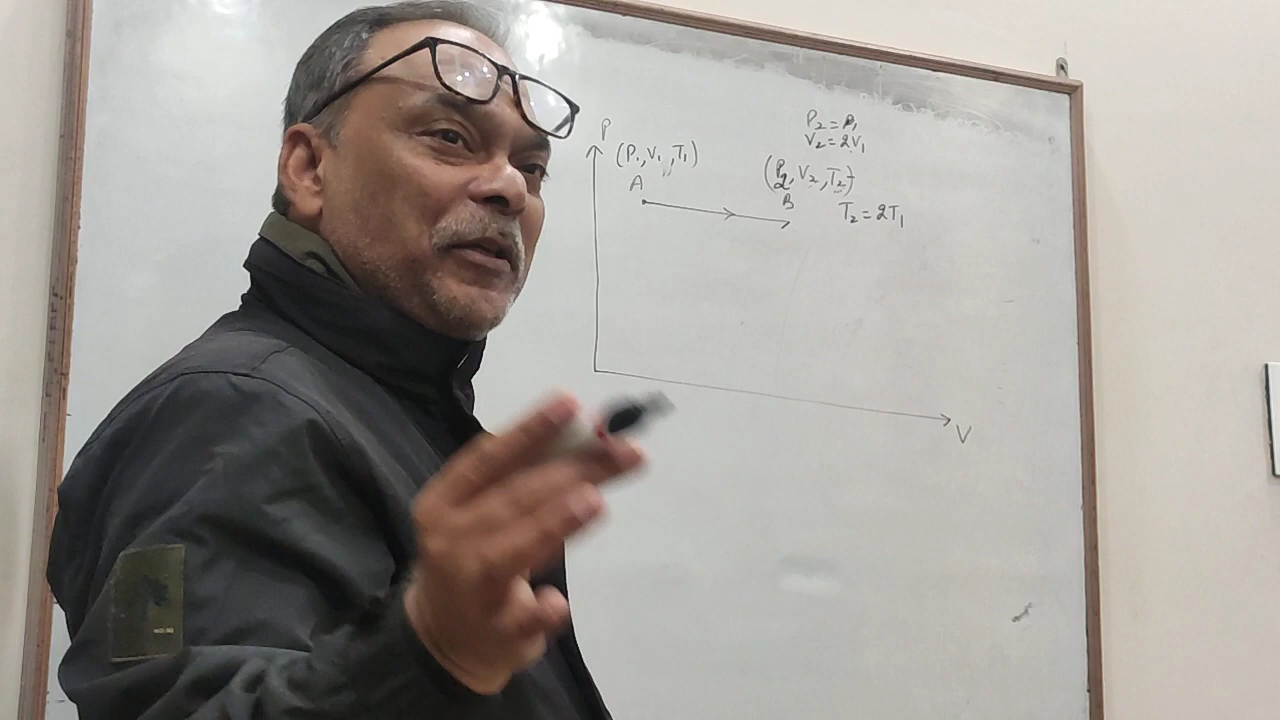 P
(P₁, V₁, T₁)
A
P₂ = P₁
V₂ = 2V₁
(P₂, V₂, T₂)
B
T₂ = 2T₁
V